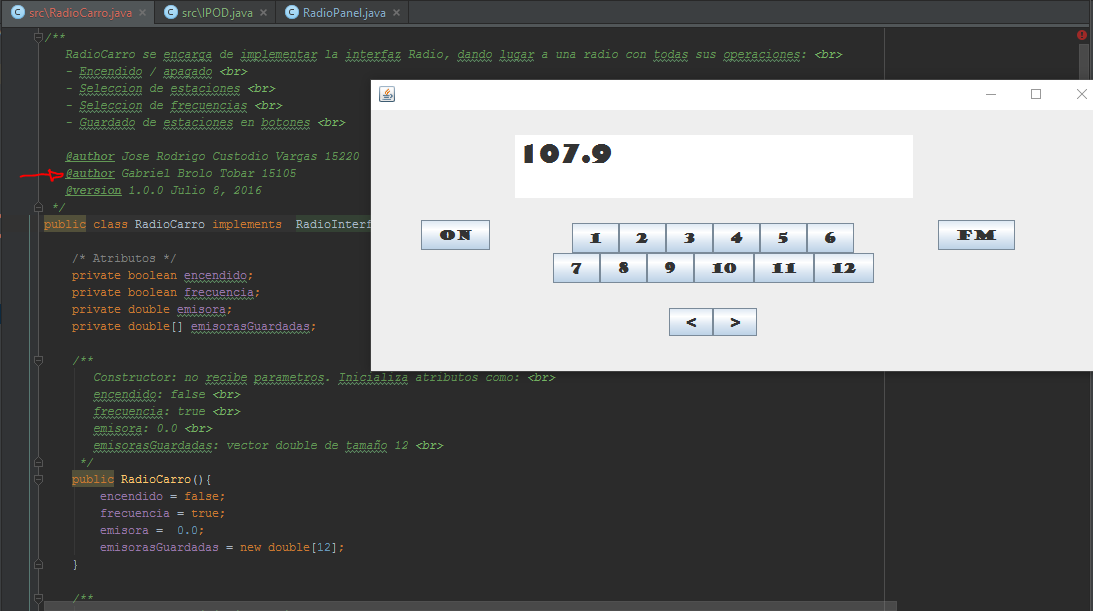 src\RadioCarro.java
src\IPOD.java
RadioPanel.java
/**
RadioCarro se encarga de implementar la interfaz Radio, dando lugar a una radio con todas sus operaciones: <br>
- Encendido / apagado <br>
- Seleccion de estaciones <br>
- Seleccion de frecuencias <br>
- Guardado de estaciones en botones <br>
@author Jose Rodrigo Custodio Vargas 15220
@author Gabriel Brolo Tobar 15105
@version 1.0.0 Julio 8, 2016
*/
public class RadioCarro implements RadioInterf
/* Atributos */
private boolean encendido;
private boolean frecuencia;
private double emisora;
private double[] emisorasGuardadas;
/**
Constructor: no recibe parametros. Inicializa atributos como: <br>
encendido: false <br>
frecuencia: true <br>
emisora: 0.0 <br>
emisorasGuardadas: vector double de tamaño 12 <br>
*/
public RadioCarro(){
encendido = false;
frecuencia = true;
emisora = 0.0;
emisorasGuardadas = new double[12];
}
/**
107.9
ON
1 2 3 4 5 6
FM
7 8 9 10 11 12
< >